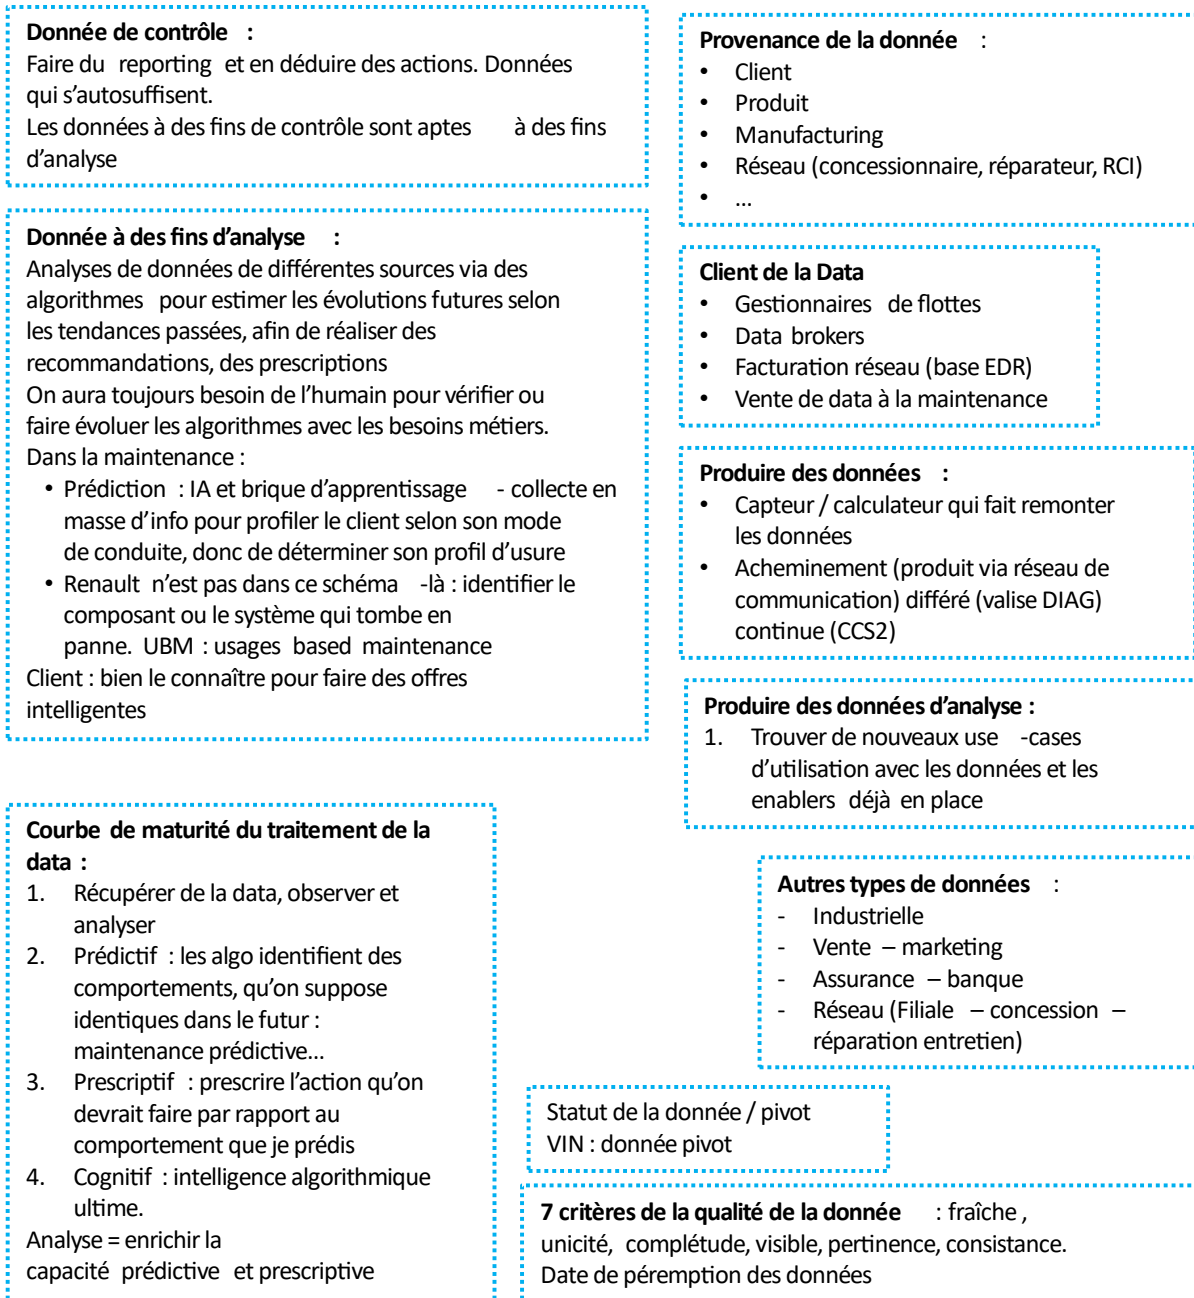 Donnée de contrôle :
Faire du reporting et en déduire des actions. Données
qui s'autosuffisent.
Les données à des fins de contrôle sont aptes à des fins
d'analyse
Donnée à des fins d'analyse :
Analyses de données de différentes sources via des
algorithmes pour estimer les évolutions futures selon
les tendances passées, afin de réaliser des
recommandations, des prescriptions
On aura toujours besoin de l'humain pour vérifier ou
faire évoluer les algorithmes avec les besoins métiers.
Dans la maintenance :
• Prédiction : IA et brique d'apprentissage - collecte en
masse d'info pour profiler le client selon son mode
de conduite, donc de déterminer son profil d'usure
• Renault n'est pas dans ce schéma -là : identifier le
composant ou le système qui tombe en
panne. UBM : usages based maintenance
Client : bien le connaître pour faire des offres
intelligentes
Courbe de maturité du traitement de la
data :
1. Récupérer de la data, observer et
analyser
2. Prédictif : les algo identifient des
comportements, qu'on suppose
identiques dans le futur :
maintenance prédictive…
3. Prescriptif : prescrire l'action qu'on
devrait faire par rapport au
comportement que je prédis
4. Cognitif : intelligence algorithmique
ultime.
Analyse = enrichir la
capacité prédictive et prescriptive
Provenance de la donnée :
• Client
• Produit
• Manufacturing
• Réseau (concessionnaire, réparateur, RCI)
• …
Client de la Data
• Gestionnaires de flottes
• Data brokers
• Facturation réseau (base EDR)
• Vente de data à la maintenance
Produire des données :
• Capteur / calculateur qui fait remonter
les données
• Acheminement (produit via réseau de
communication) différé (valise DIAG)
continue (CCS2)
Produire des données d'analyse :
1. Trouver de nouveaux use -cases
d'utilisation avec les données et les
enablers déjà en place
Autres types de données :
- Industrielle
- Vente – marketing
- Assurance – banque
- Réseau (Filiale – concession –
réparation entretien)
Statut de la donnée / pivot
VIN : donnée pivot
7 critères de la qualité de la donnée : fraîche ,
unicité, complétude, visible, pertinence, consistance.
Date de péremption des données